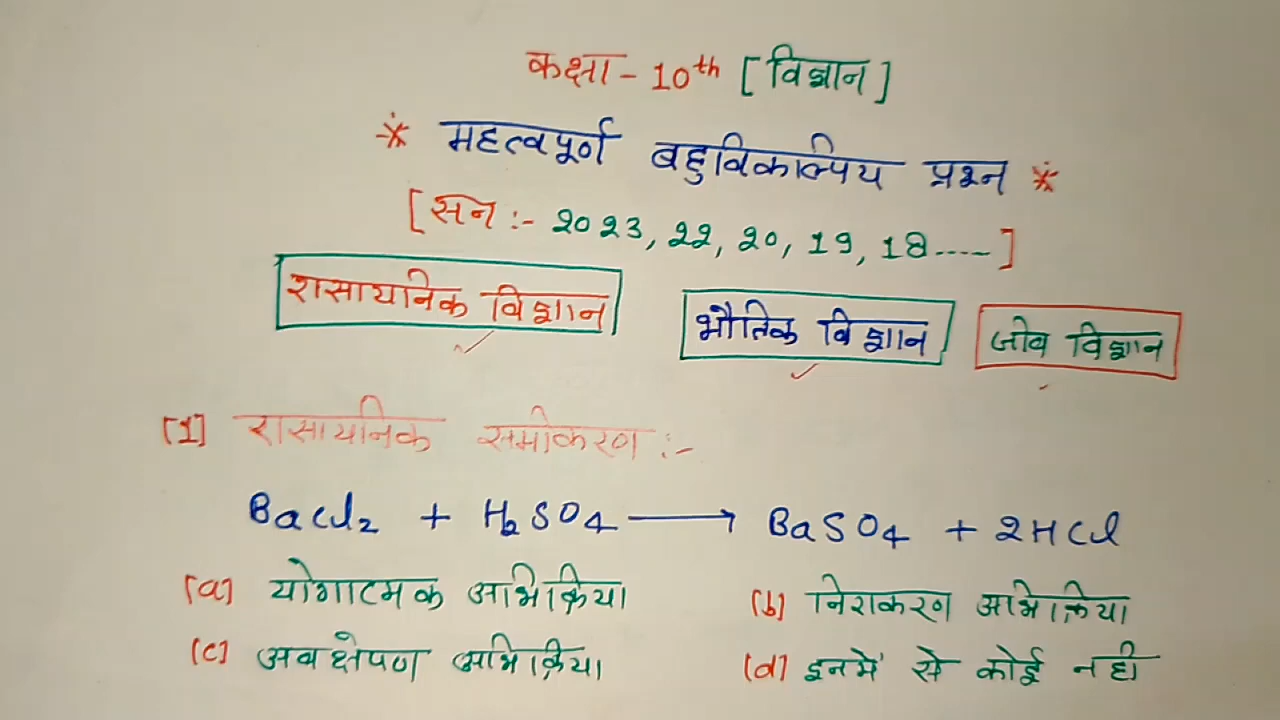 कक्षा - 10th [विज्ञान]
* महत्वपूर्ण बहुविकल्पिय प्रश्न *
[सन :- 2023, 22, 20, 19, 18.....]
रासायनिक विज्ञान भौतिक विज्ञान जीव विज्ञान
[1] रासायनिक समीकरण :-
BaCl2 + H2SO4 → BaSO4 + 2HCl
(a) योगात्मक अभिक्रिया (b) निराकरण अभिक्रिया
(c) अवक्षेपण अभिक्रिया (d) इनमें से कोई नही